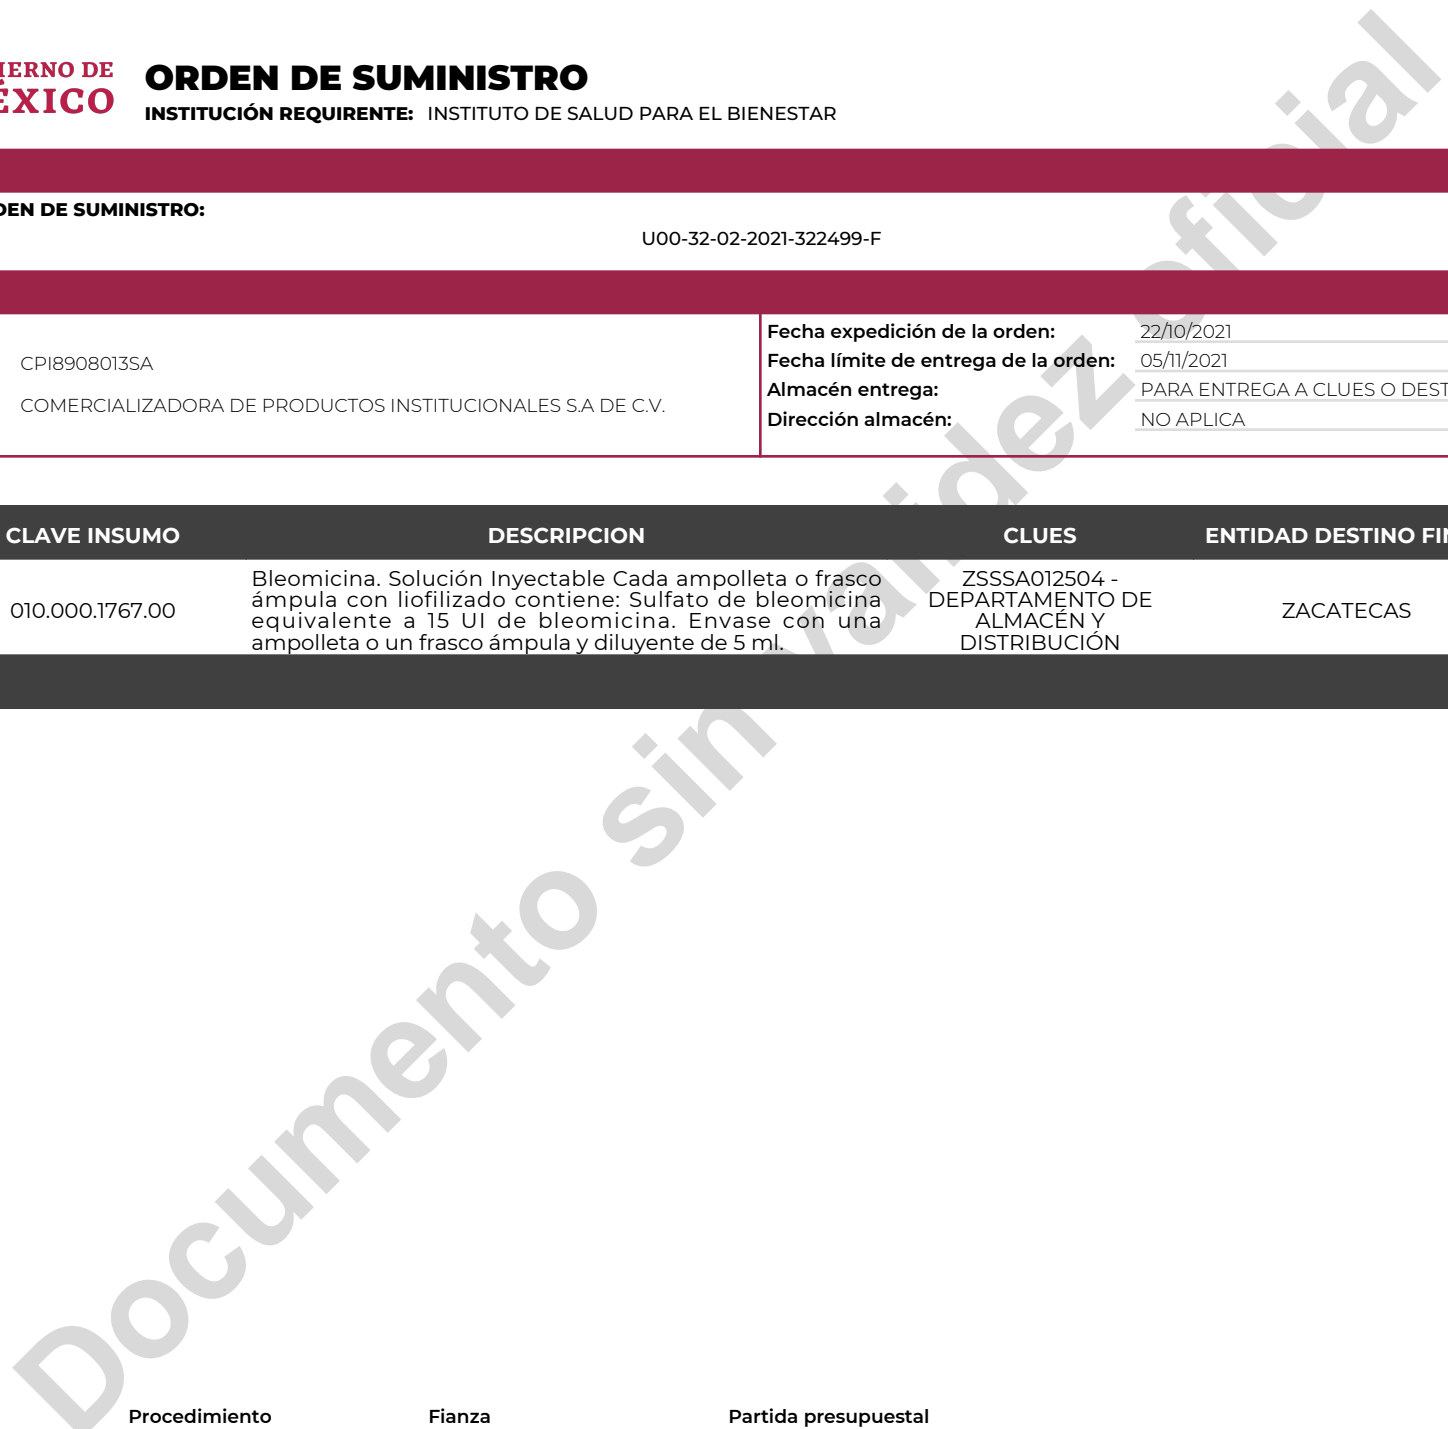 IERNO DE
ÉXICO
ORDEN DE SUMINISTRO
INSTITUCIÓN REQUIRENTE: INSTITUTO DE SALUD PARA EL BIENESTAR
DEN DE SUMINISTRO:
U00-32-02-2021-322499-F
CPI8908013SA
COMERCIALIZADORA DE PRODUCTOS INSTITUCIONALES S.A DE C.V.
Fecha expedición de la orden: 22/10/2021
Fecha límite de entrega de la orden: 05/11/2021
Almacén entrega: PARA ENTREGA A CLUES O DEST
Dirección almacén: NO APLICA
CLAVE INSUMO DESCRIPCION CLUES ENTIDAD DESTINO FIN
010.000.1767.00
Bleomicina. Solución Inyectable Cada ampolleta o frasco
ámpula con liofilizado contiene: Sulfato de bleomicina
equivalente a 15 UI de bleomicina. Envase con una
ampolleta o un frasco ámpula y diluyente de 5 ml.
ZSSSA012504 -
DEPARTAMENTO DE
ALMACÉN Y
DISTRIBUCIÓN
ZACATECAS
Documento sin validez oficial
Procedimiento Fianza Partida presupuestal